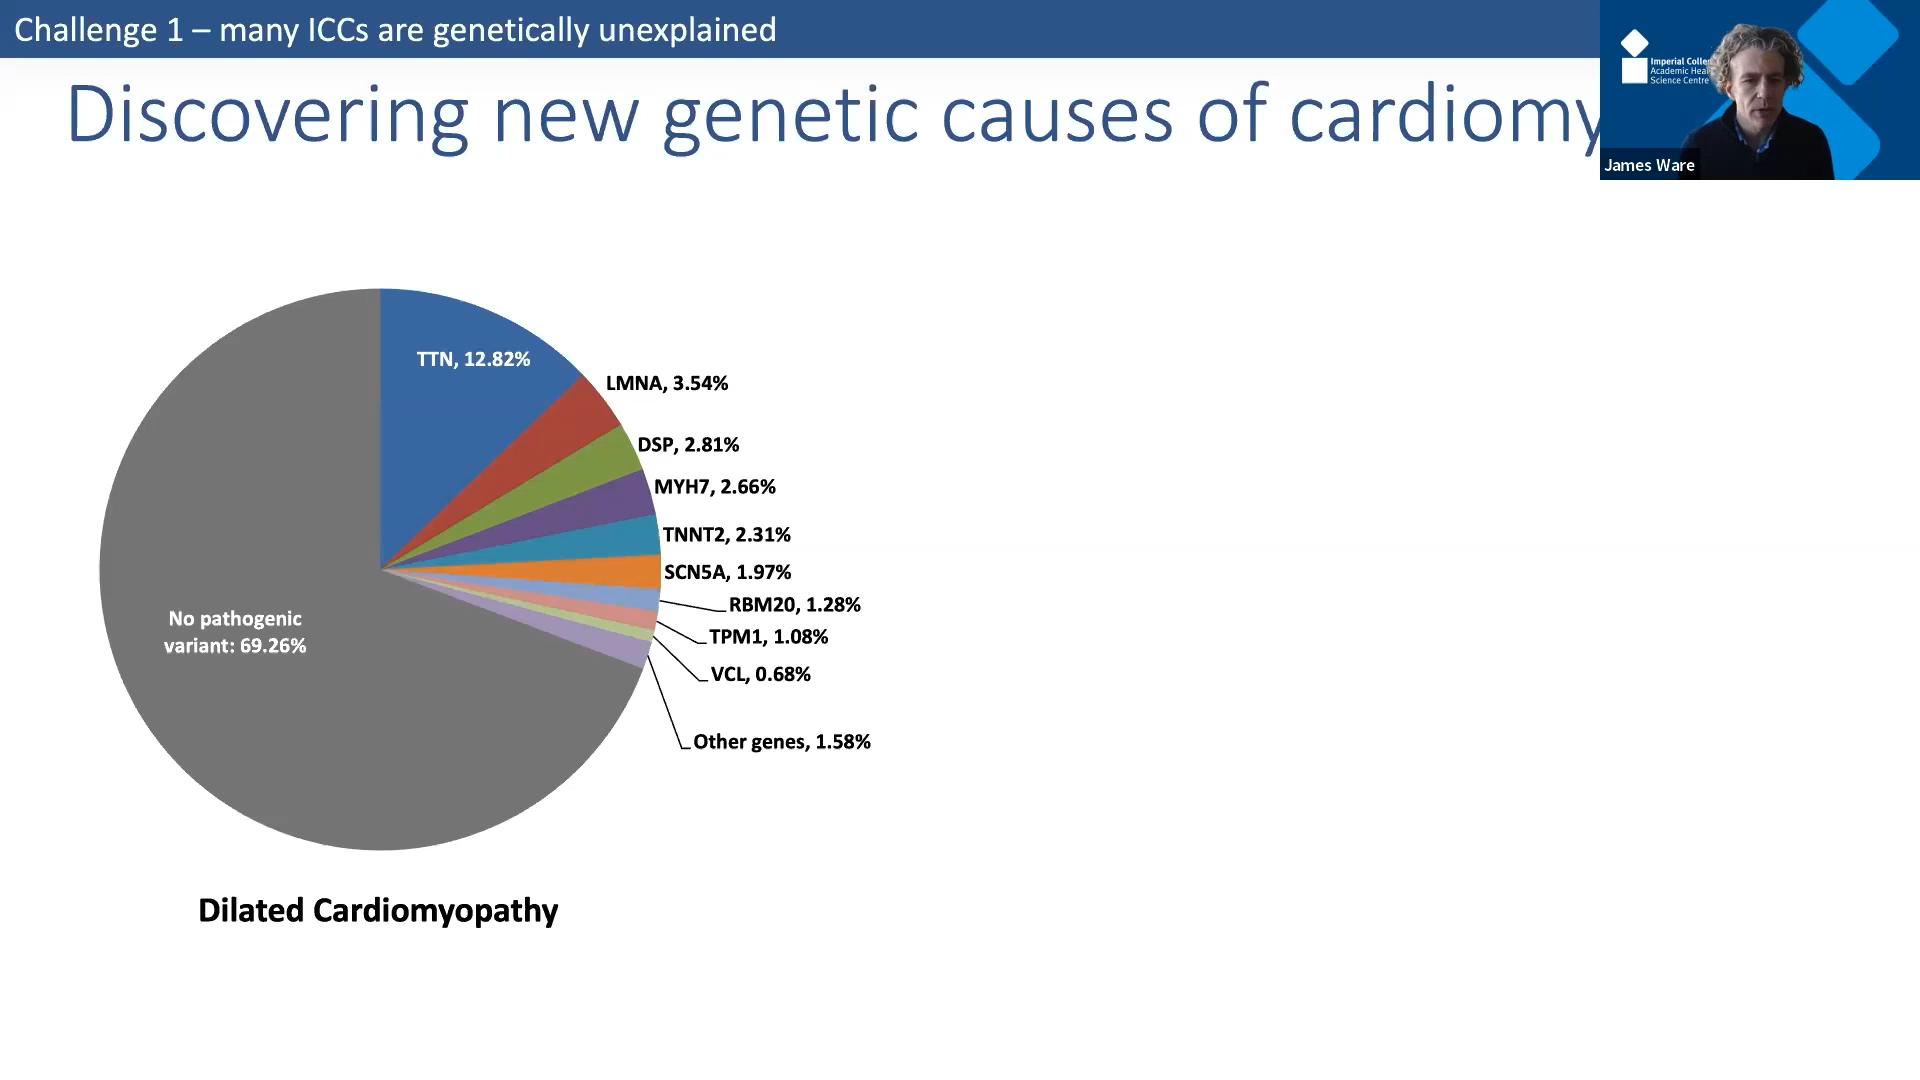 Challenge 1 – many ICCs are genetically unexplained
Discovering new genetic causes of cardiomy
Imperial Colle
Academic Heal
Science Centre
James Ware
TTN, 12.82%
LMNA, 3.54%
DSP, 2.81%
MYH7, 2.66%
TNNT2, 2.31%
SCN5A, 1.97%
RBM20, 1.28%
TPM1, 1.08%
VCL, 0.68%
Other genes, 1.58%
No pathogenic
variant: 69.26%
Dilated Cardiomyopathy